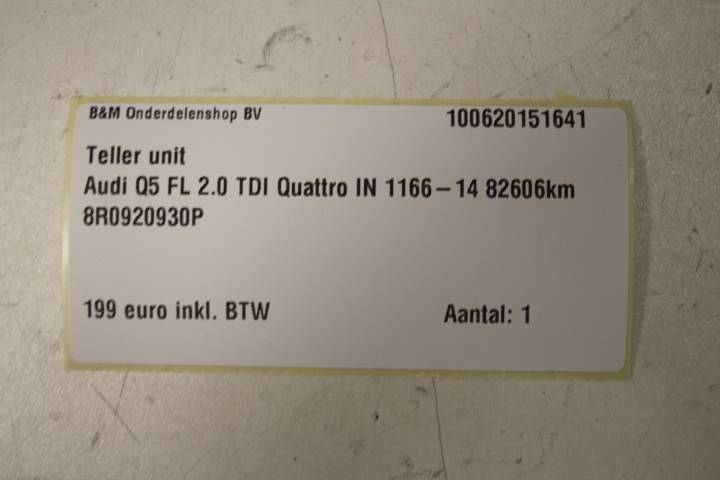 B&M Onderdelenshop BV 100620151641
Teller unit
Audi Q5 FL 2.0 TDI Quattro IN 1166-14 82606km
8R0920930P
199 euro inkl. BTW Aantal: 1